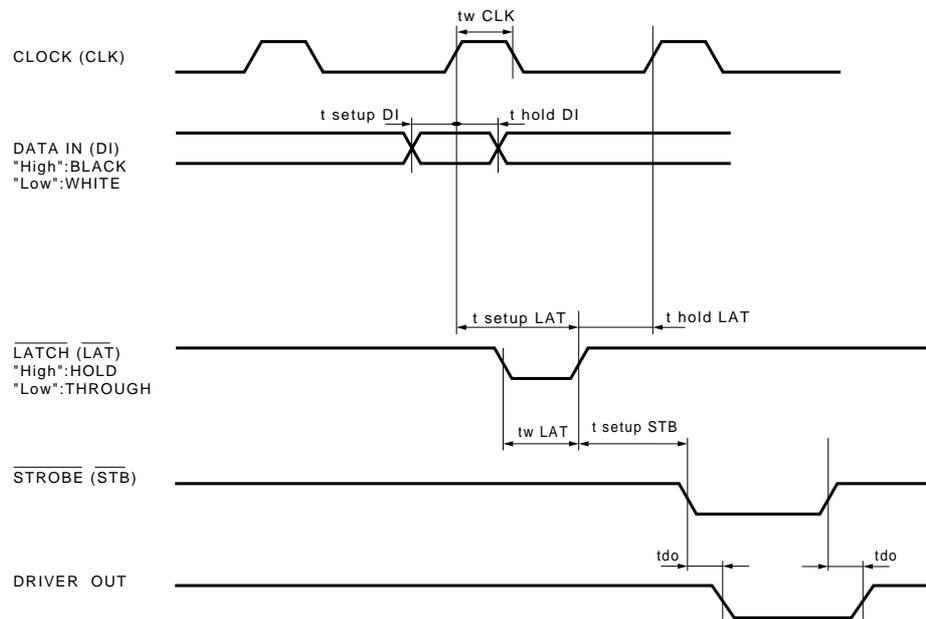 tw CLK
CLOCK (CLK)
t setup DI
t hold DI
DATA IN (DI)
"High":BLACK
"Low":WHITE
t setup LAT
t hold LAT
LATCH (LAT)
"High":HOLD
"Low":THROUGH
tw LAT
t setup STB
STROBE (STB)
tdo
tdo
DRIVER OUT